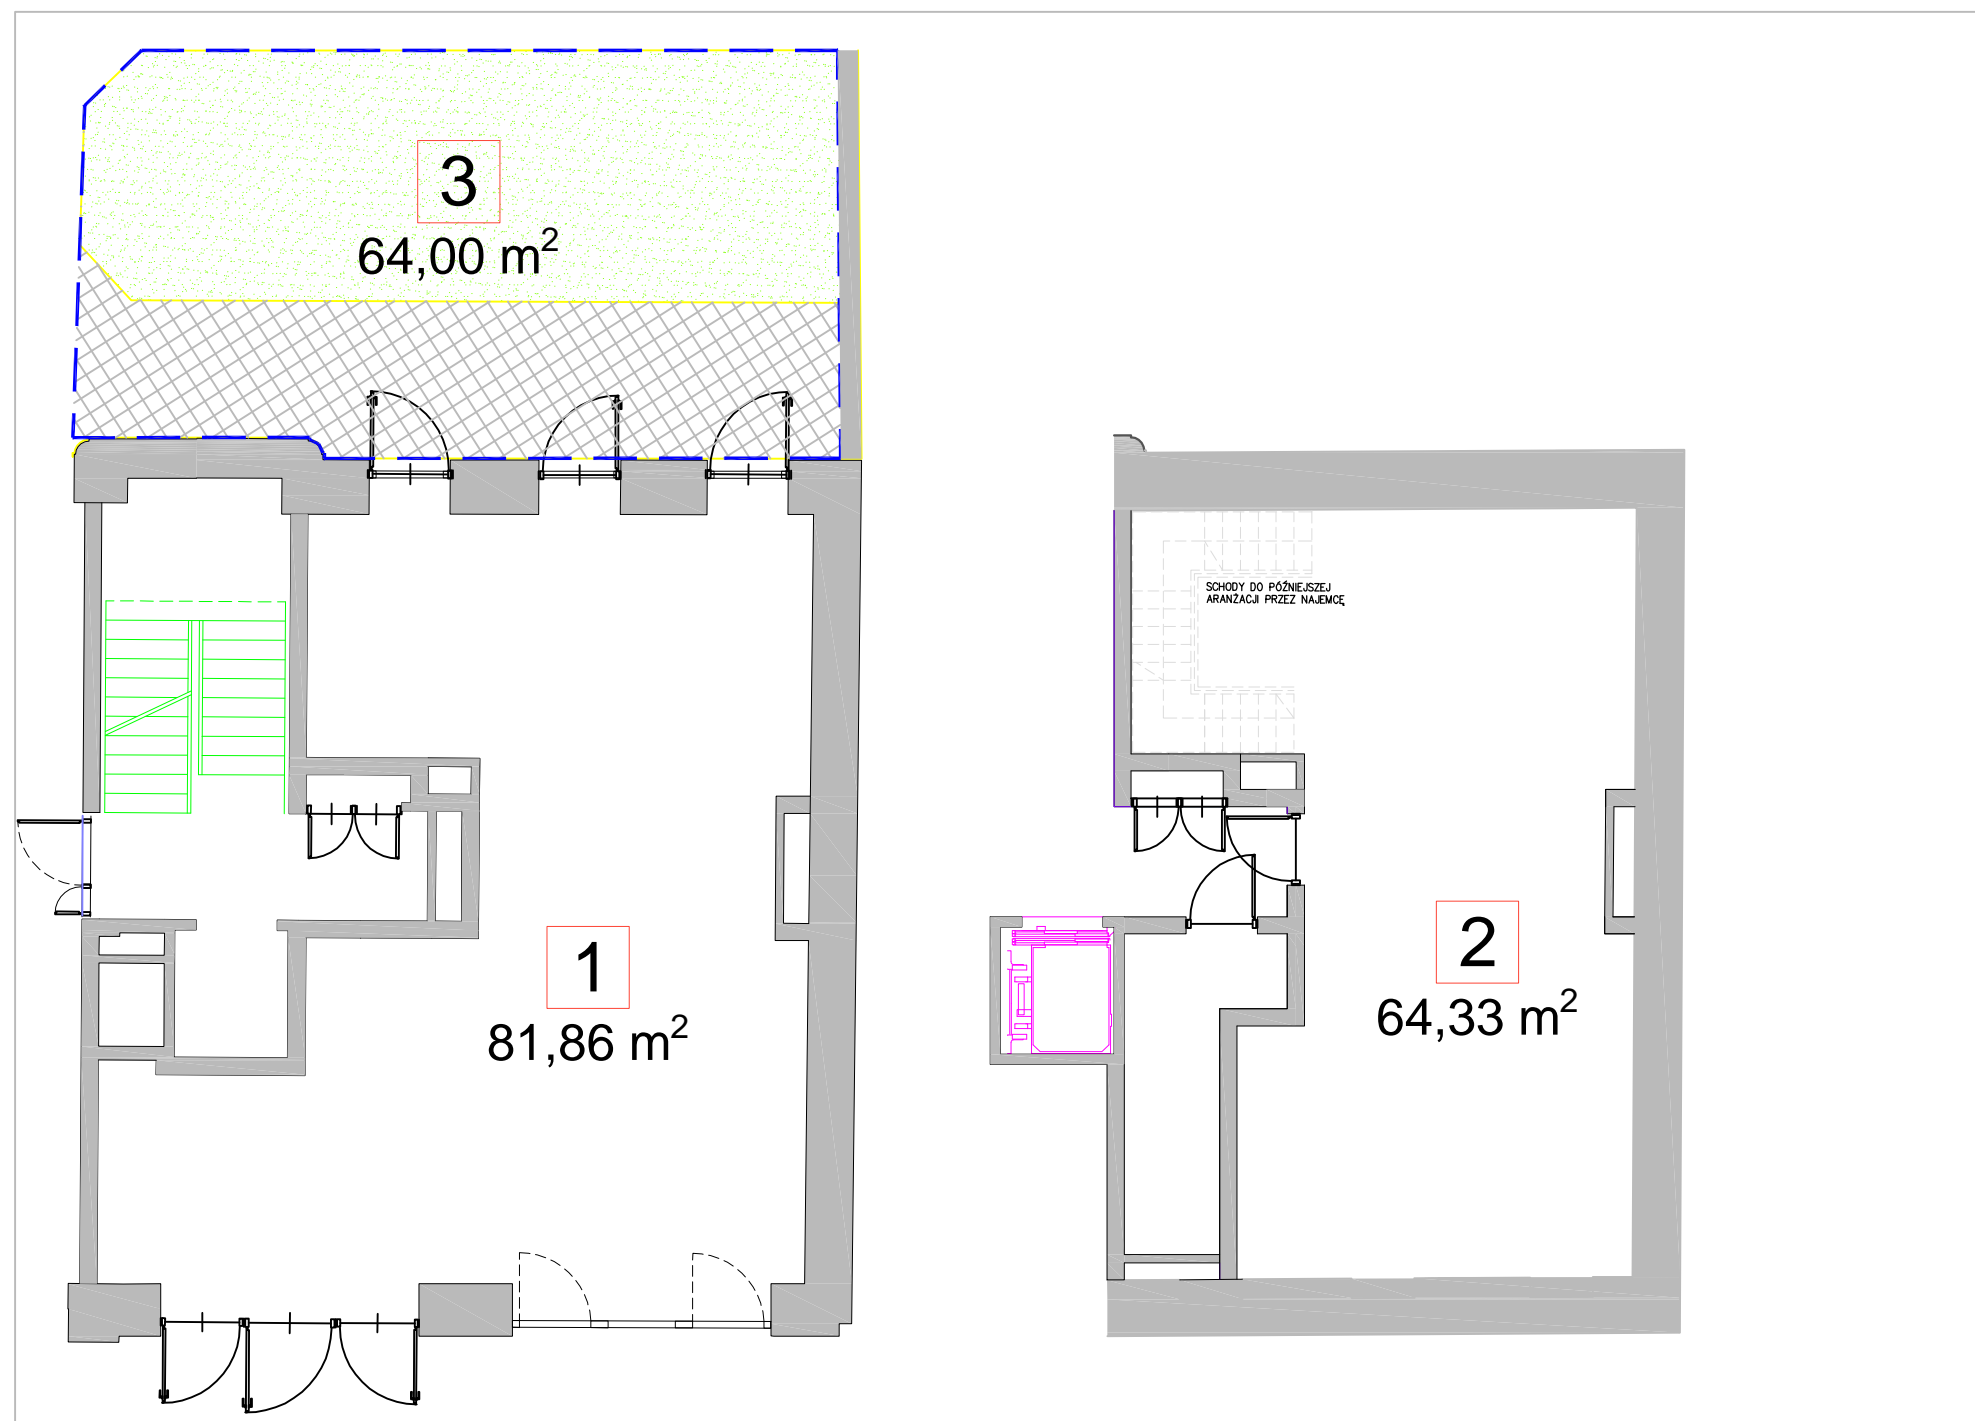 3
64,00 m²
SCHODY DO PÓŹNIEJSZEJ
ARANŻACJI PRZEZ NAJEMCĘ
1
81,86 m²
2
64,33 m²